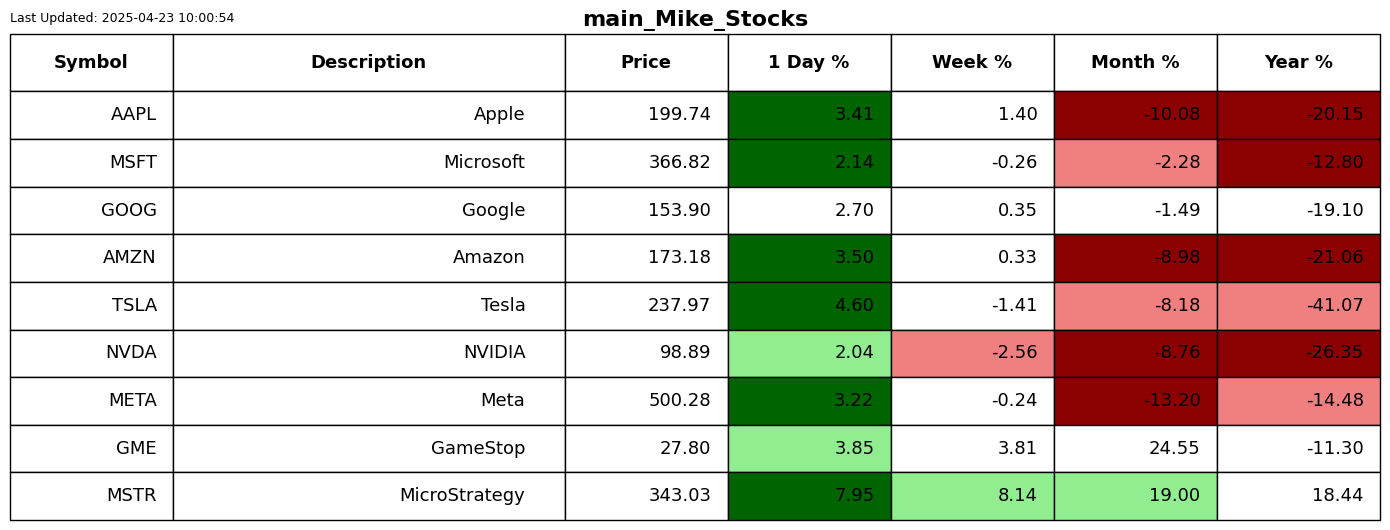 Last Updated: 2025-04-23 10:00:54
main_Mike_Stocks
Symbol Description Price 1 Day % Week % Month % Year %
AAPL Apple 199.74 3.41 1.40 -10.08 -20.15
MSFT Microsoft 366.82 2.14 -0.26 -2.28 -12.80
GOOG Google 153.90 2.70 0.35 -1.49 -19.10
AMZN Amazon 173.18 3.50 0.33 -8.98 -21.06
TSLA Tesla 237.97 4.60 -1.41 -8.18 -41.07
NVDA NVIDIA 98.89 2.04 -2.56 -8.76 -26.35
META Meta 500.28 3.22 -0.24 -13.20 -14.48
GME GameStop 27.80 3.85 3.81 24.55 -11.30
MSTR MicroStrategy 343.03 7.95 8.14 19.00 18.44